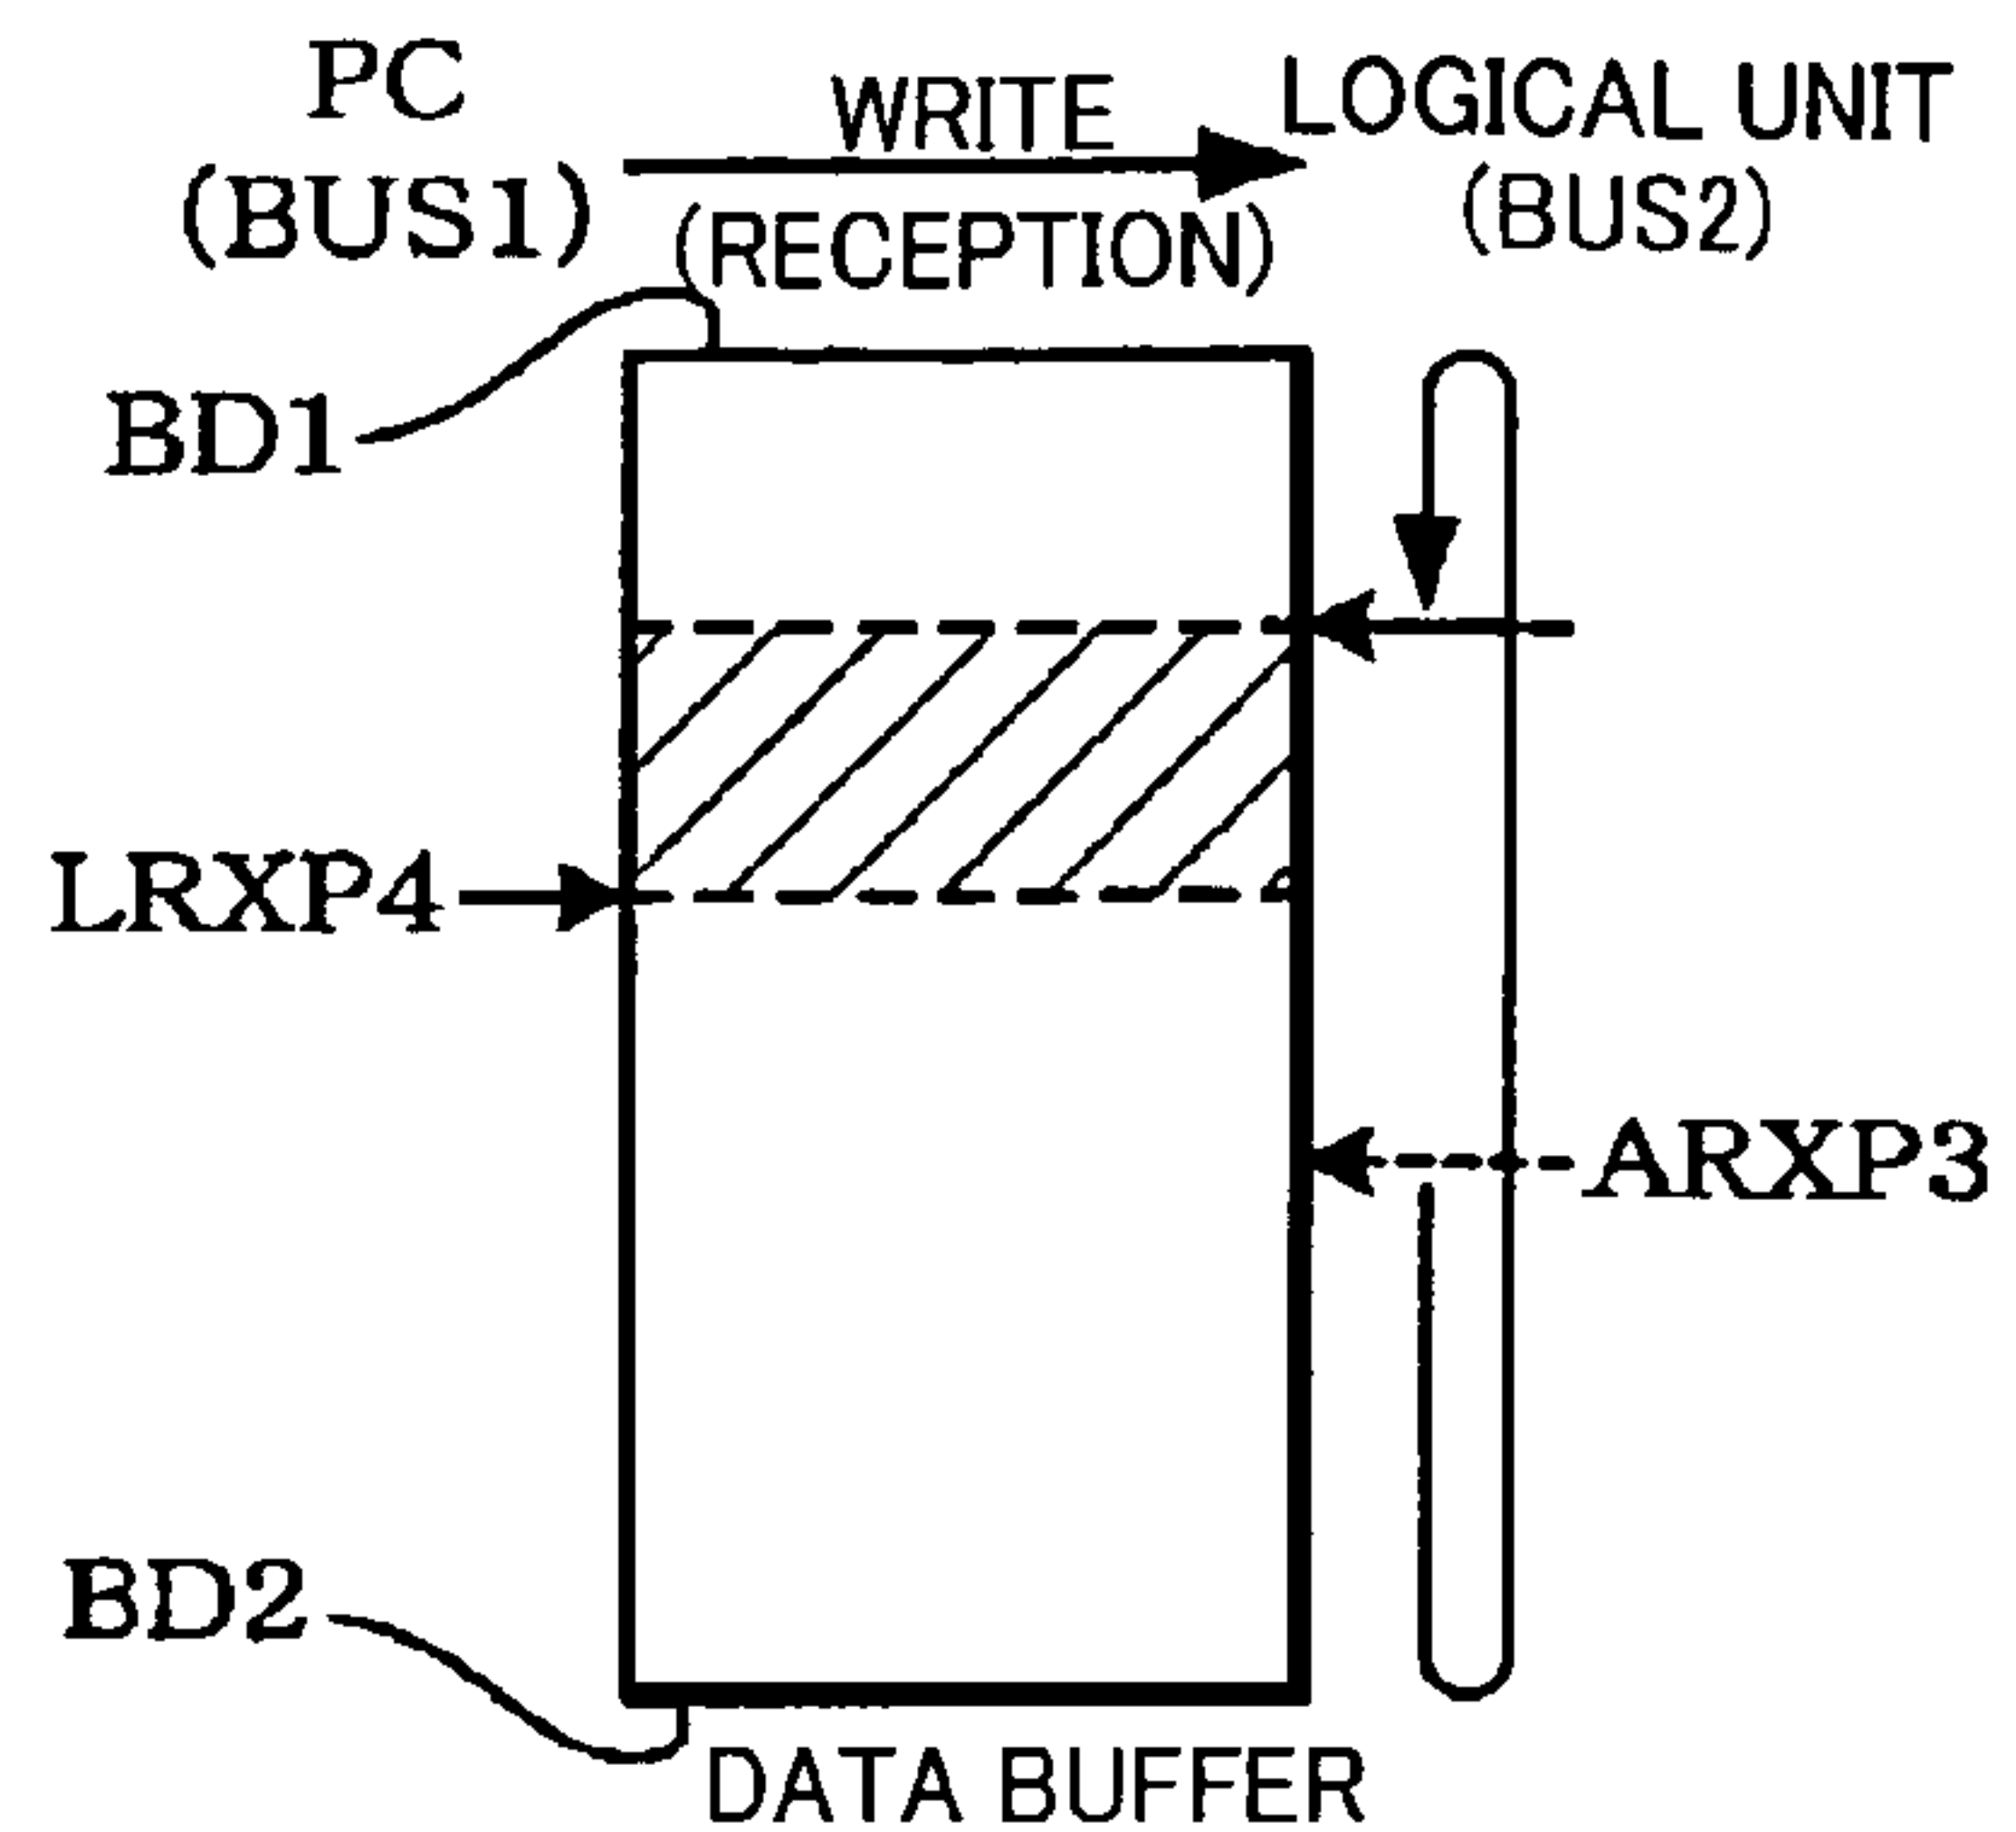 PC
(BUS1)
WRITE
(RECEPTION)
LOGICAL UNIT
(BUS2)
BD1
LRXP4
ARXP3
BD2
DATA BUFFER